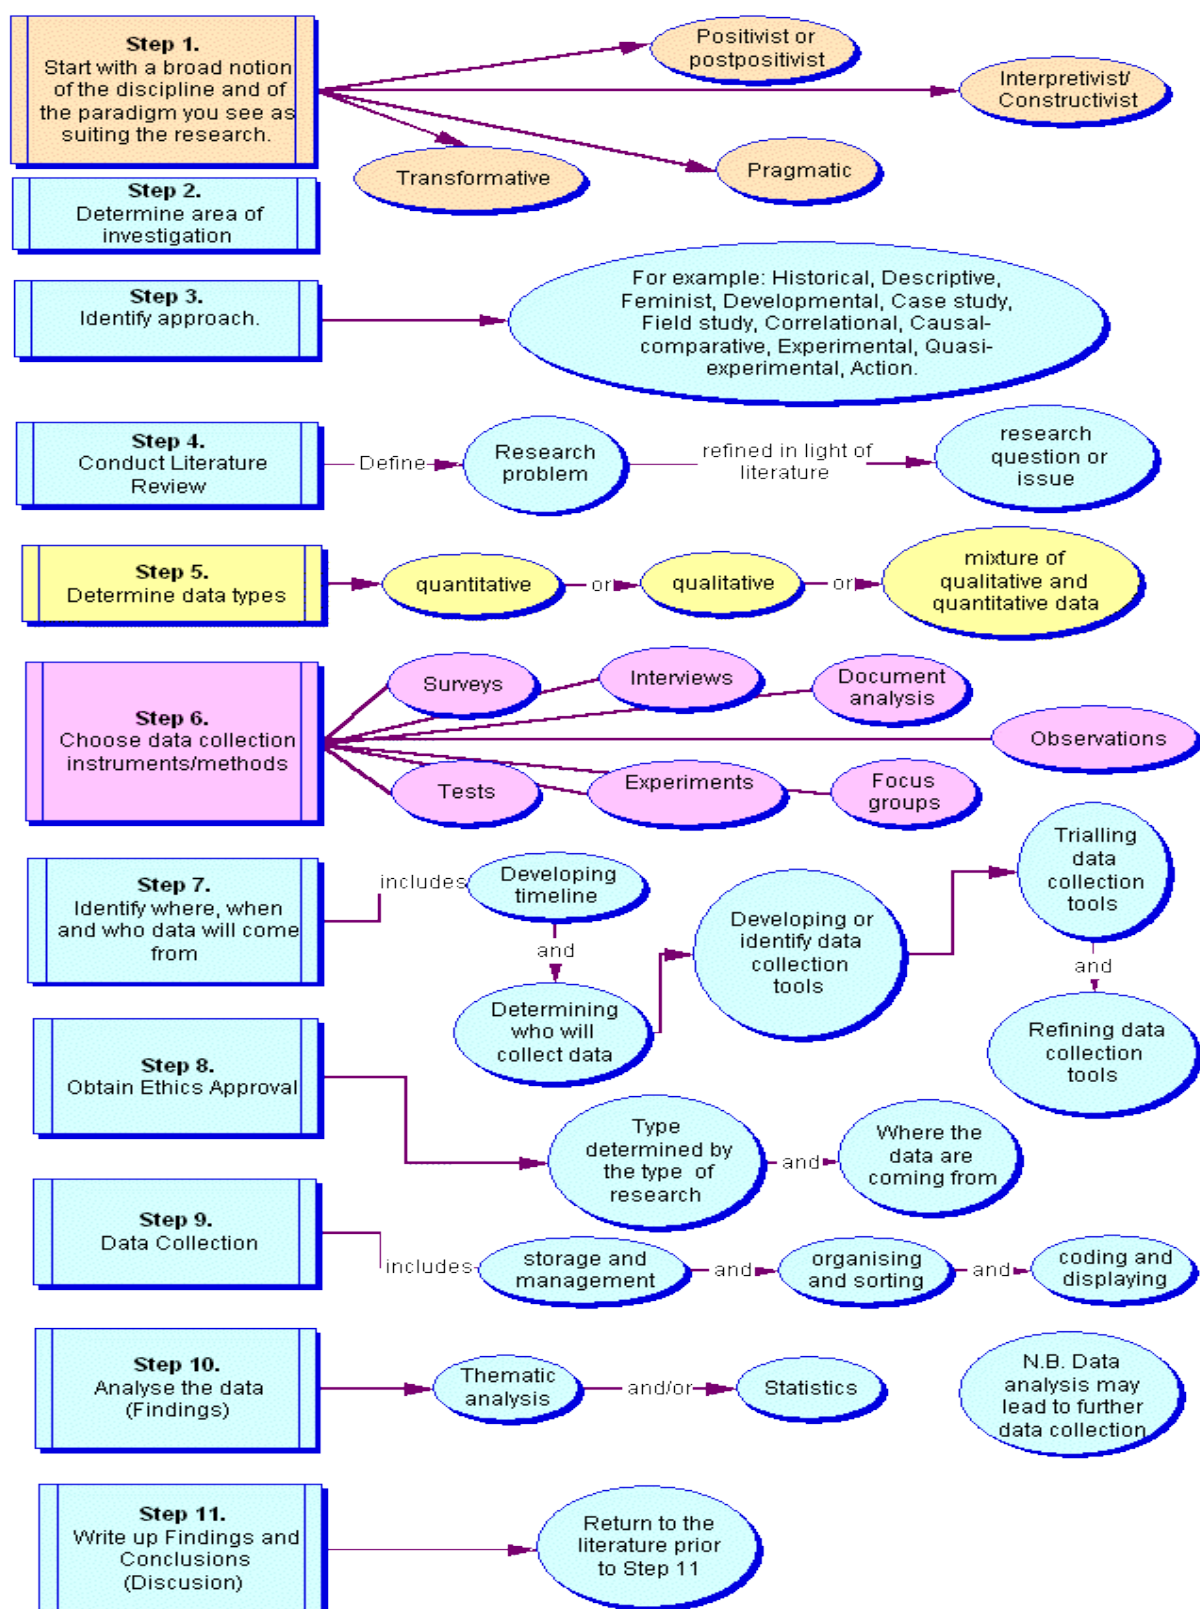 Step 1.
Start with a broad notion
of the discipline and of
the paradigm you see as
suiting the research.
Positivist or
postpositivist
Interpretivist/
Constructivist
Transformative
Pragmatic
Step 2.
Determine area of
investigation
Step 3.
Identify approach.
For example: Historical, Descriptive,
Feminist, Developmental, Case study,
Field study, Correlational, Causal-
comparative, Experimental, Quasi-
experimental, Action.
Step 4.
Conduct Literature
Review
Define
Research
problem
refined in light of
literature
research
question or
issue
Step 5.
Determine data types
quantitative
or
qualitative
or
mixture of
qualitative and
quantitative data
Step 6.
Choose data collection
instruments/methods
Surveys
Interviews
Document
analysis
Observations
Tests
Experiments
Focus
groups
Step 7.
Identify where, when
and who data will come
from
includes
Developing
timeline
and
Determining
who will
collect data
Developing or
identify data
collection
tools
Trialling
data
collection
tools
and
Refining data
collection
tools
Step 8.
Obtain Ethics Approval
Type
determined by
the type of
research
and
Where the
data are
coming from
Step 9.
Data Collection
includes
storage and
management
and
organising
and sorting
and
coding and
displaying
Step 10.
Analyse the data
(Findings)
Thematic
analysis
and/or
Statistics
N.B. Data
analysis may
lead to further
data collection
Step 11.
Write up Findings and
Conclusions
(Discussion)
Return to the
literature prior
to Step 11